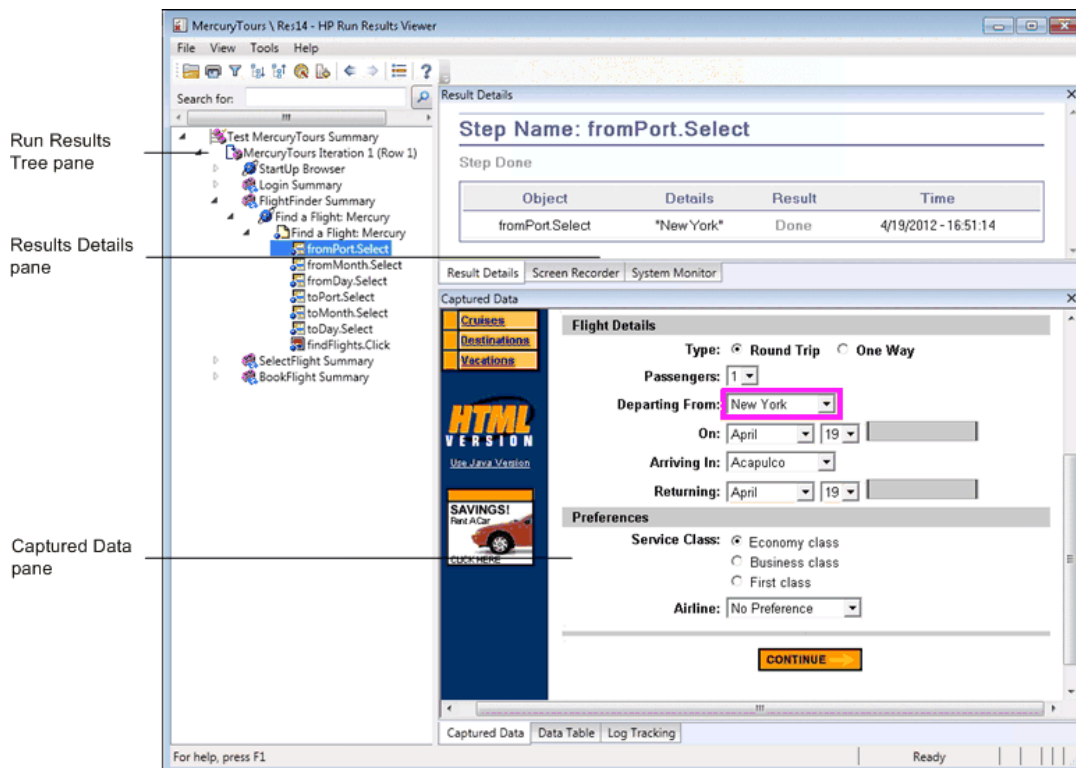 MercuryTours \ Res14 - HP Run Results Viewer
File View Tools Help
Search for:
Run Results
Tree pane
Results Details
pane
Captured Data
pane
Test MercuryTours Summary
MercuryTours Iteration 1 (Row 1)
StartUp Browser
Login Summary
FlightFinder Summary
Find a Flight: Mercury
Find a Flight: Mercury
fromPort.Select
fromMonth.Select
fromDay.Select
toPort.Select
toMonth.Select
toDay.Select
findFlights.Click
SelectFlight Summary
BookFlight Summary
Result Details
Step Name: fromPort.Select
Step Done
Object Details Result Time
fromPort.Select "New York" Done 4/19/2012 - 16:51:14
Result Details Screen Recorder System Monitor
Captured Data
Cruises
Destinations
Vacations
HTML
VERSION
Use Java Version
SAVINGS!
Rent A Car
CLICK HERE
Flight Details
Type: Round Trip One Way
Passengers: 1
Departing From: New York
On: April 19
Arriving In: Acapulco
Returning: April 19
Preferences
Service Class: Economy class
Business class
First class
Airline: No Preference
CONTINUE
Captured Data Data Table Log Tracking
For help, press F1 Ready